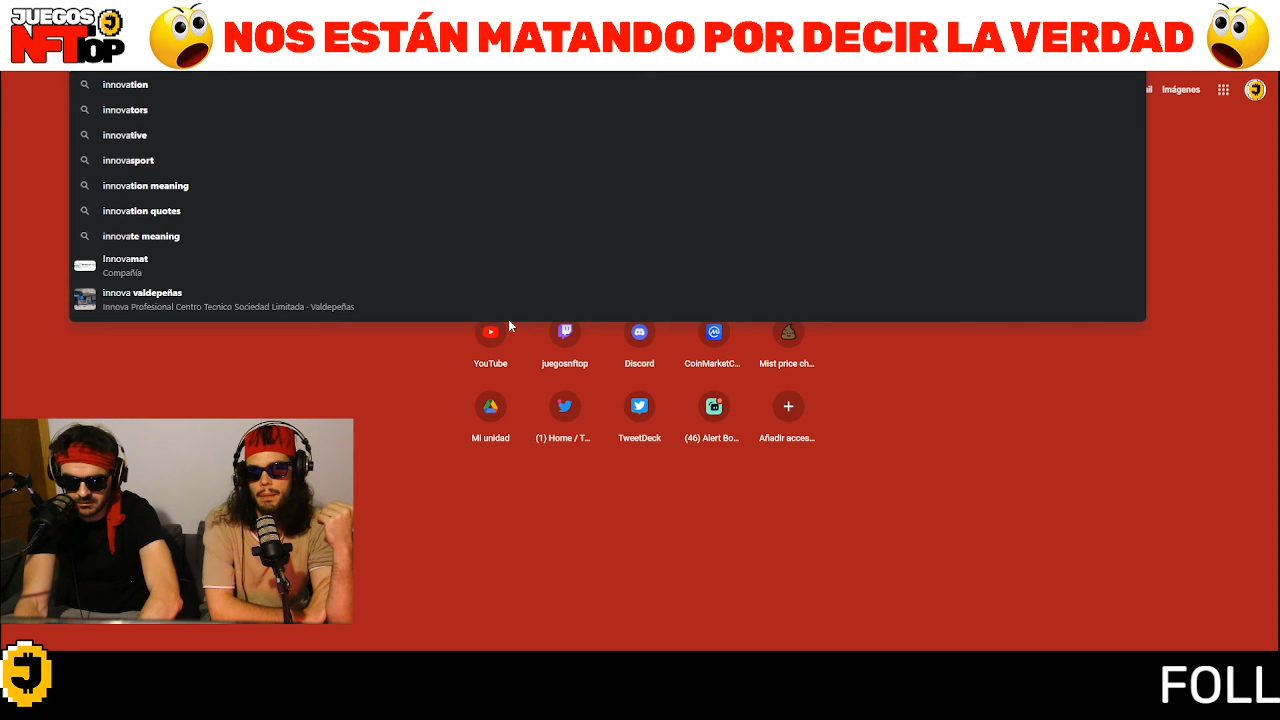 JUEGOS
NFT TOP
NOS ESTÁN MATANDO POR DECIR LA VERDAD
innovation
innovators
innovative
innovasport
innovation meaning
innovation quotes
innovate meaning
Innovamat
Compañía
innova valdepeñas
Innova Profesional Centro Tecnico Sociedad Limitada - Valdepeñas
Imágenes
YouTube
juegosnftop
Discord
CoinMarketC...
Mist price ch...
Mi unidad
(1) Home / T...
TweetDeck
(46) Alert Bo...
Añadir acces...
FOLL